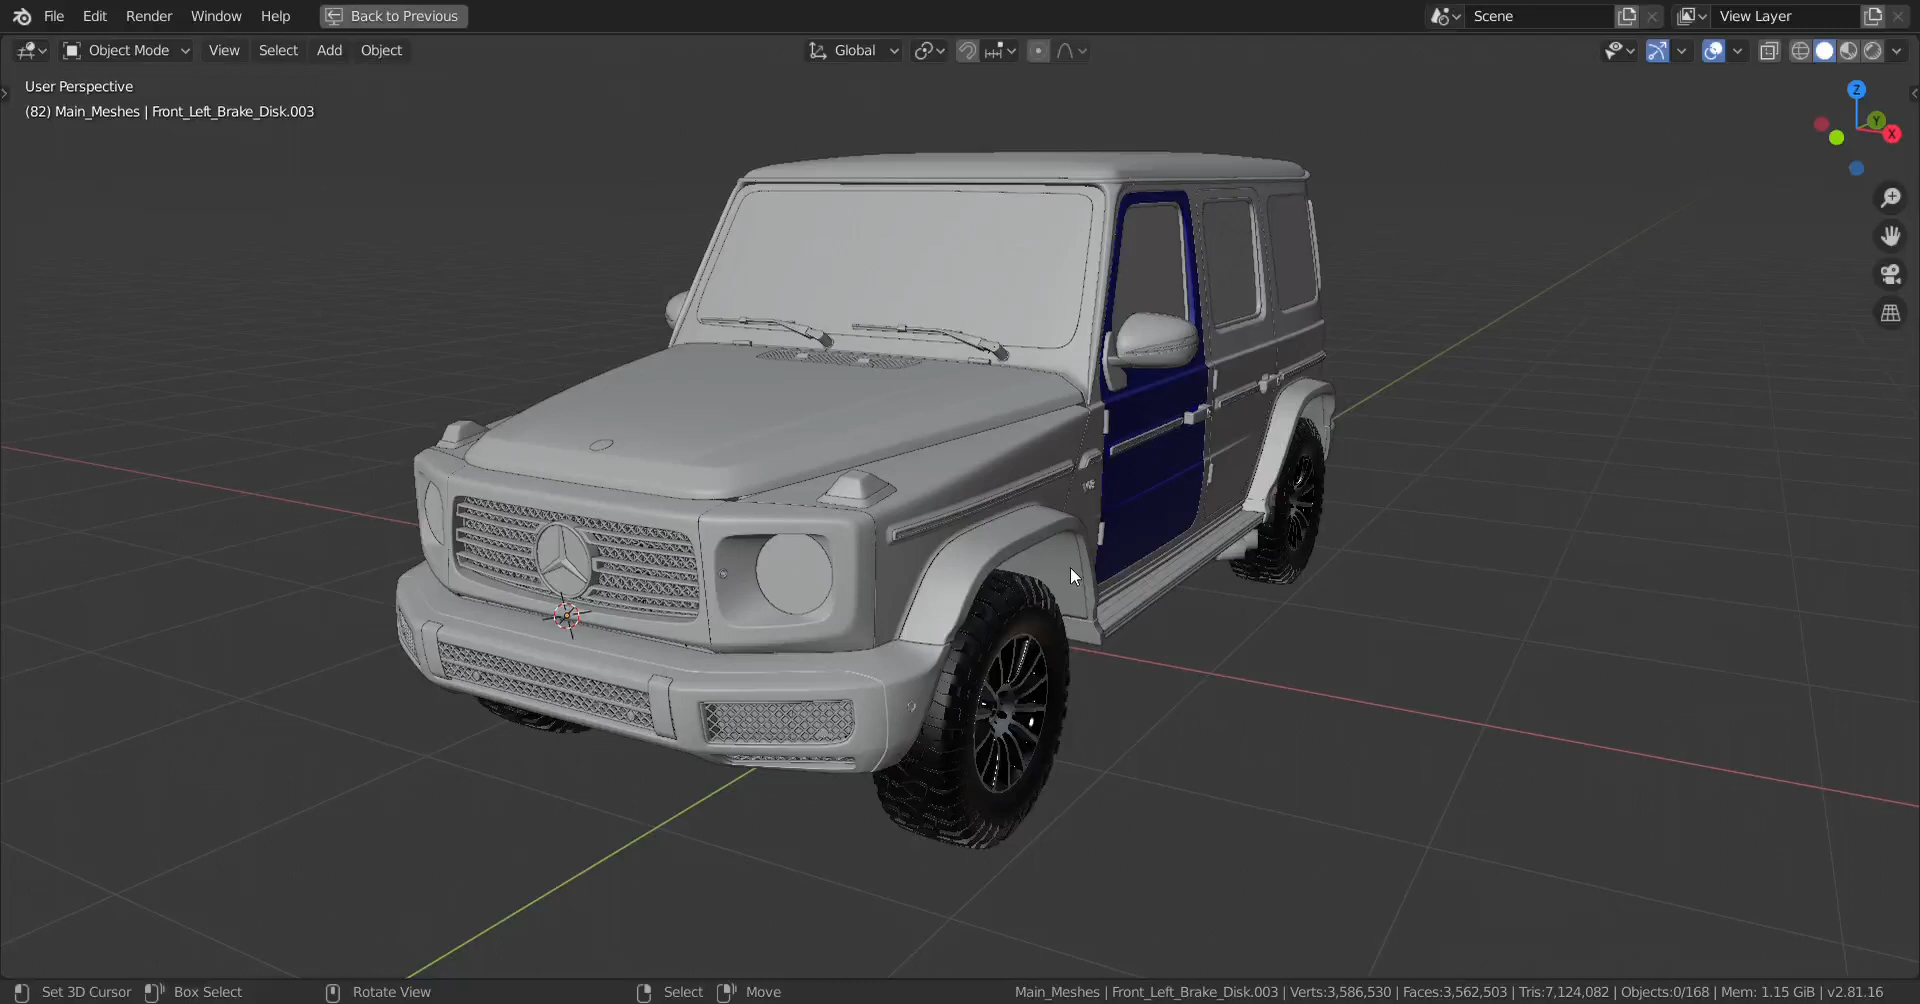 File Edit Render Window Help Back to Previous Scene View Layer
Object Mode View Select Add Object Global
User Perspective
(82) Main_Meshes | Front_Left_Brake_Disk.003
Z
Y
X
Set 3D Cursor Box Select Rotate View Select Move Main_Meshes | Front_Left_Brake_Disk.003 | Verts:3,586,530 | Faces:3,562,503 | Tris:7,124,082 | Objects:0/168 | Mem: 1.15 GiB | v2.81.16